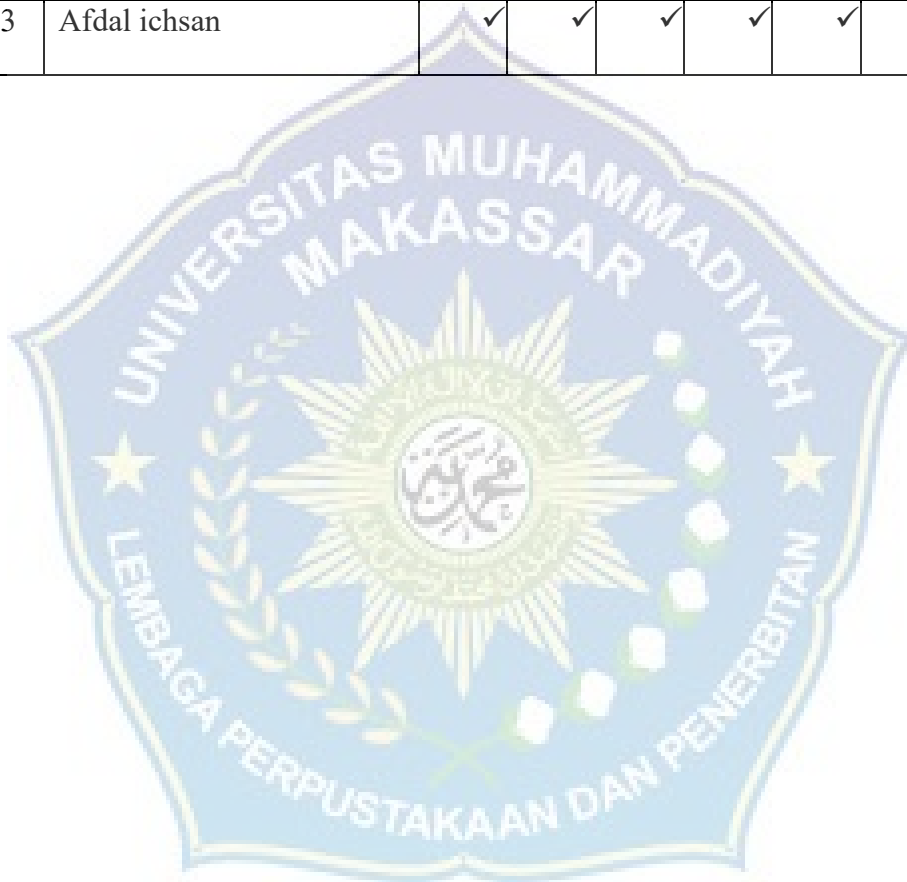 3 Afdal ichsan ✓ ✓ ✓ ✓ ✓
UNIVERSITAS MUHAMMADIYAH
MAKASSAR
LEMBAGA PERPUSTAKAAN DAN PENERBITAN